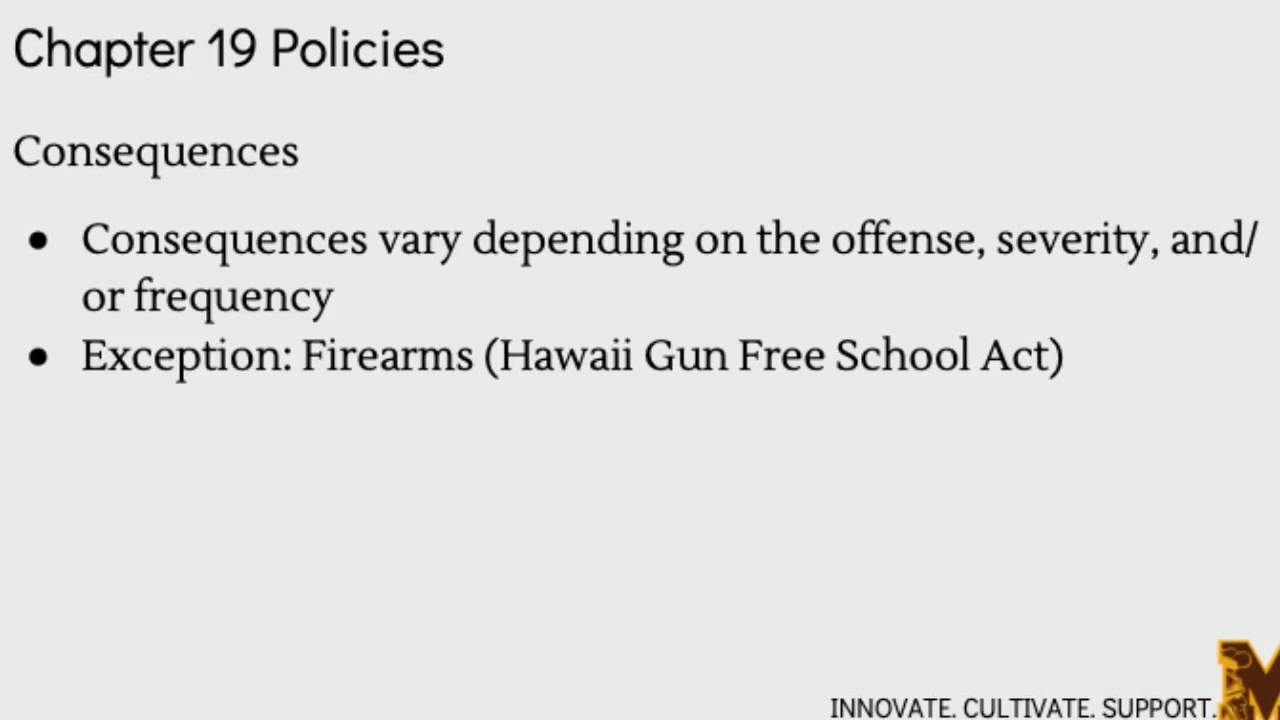 Chapter 19 Policies
Consequences
● Consequences vary depending on the offense, severity, and/
or frequency
● Exception: Firearms (Hawaii Gun Free School Act)
INNOVATE. CULTIVATE. SUPPORT.
M